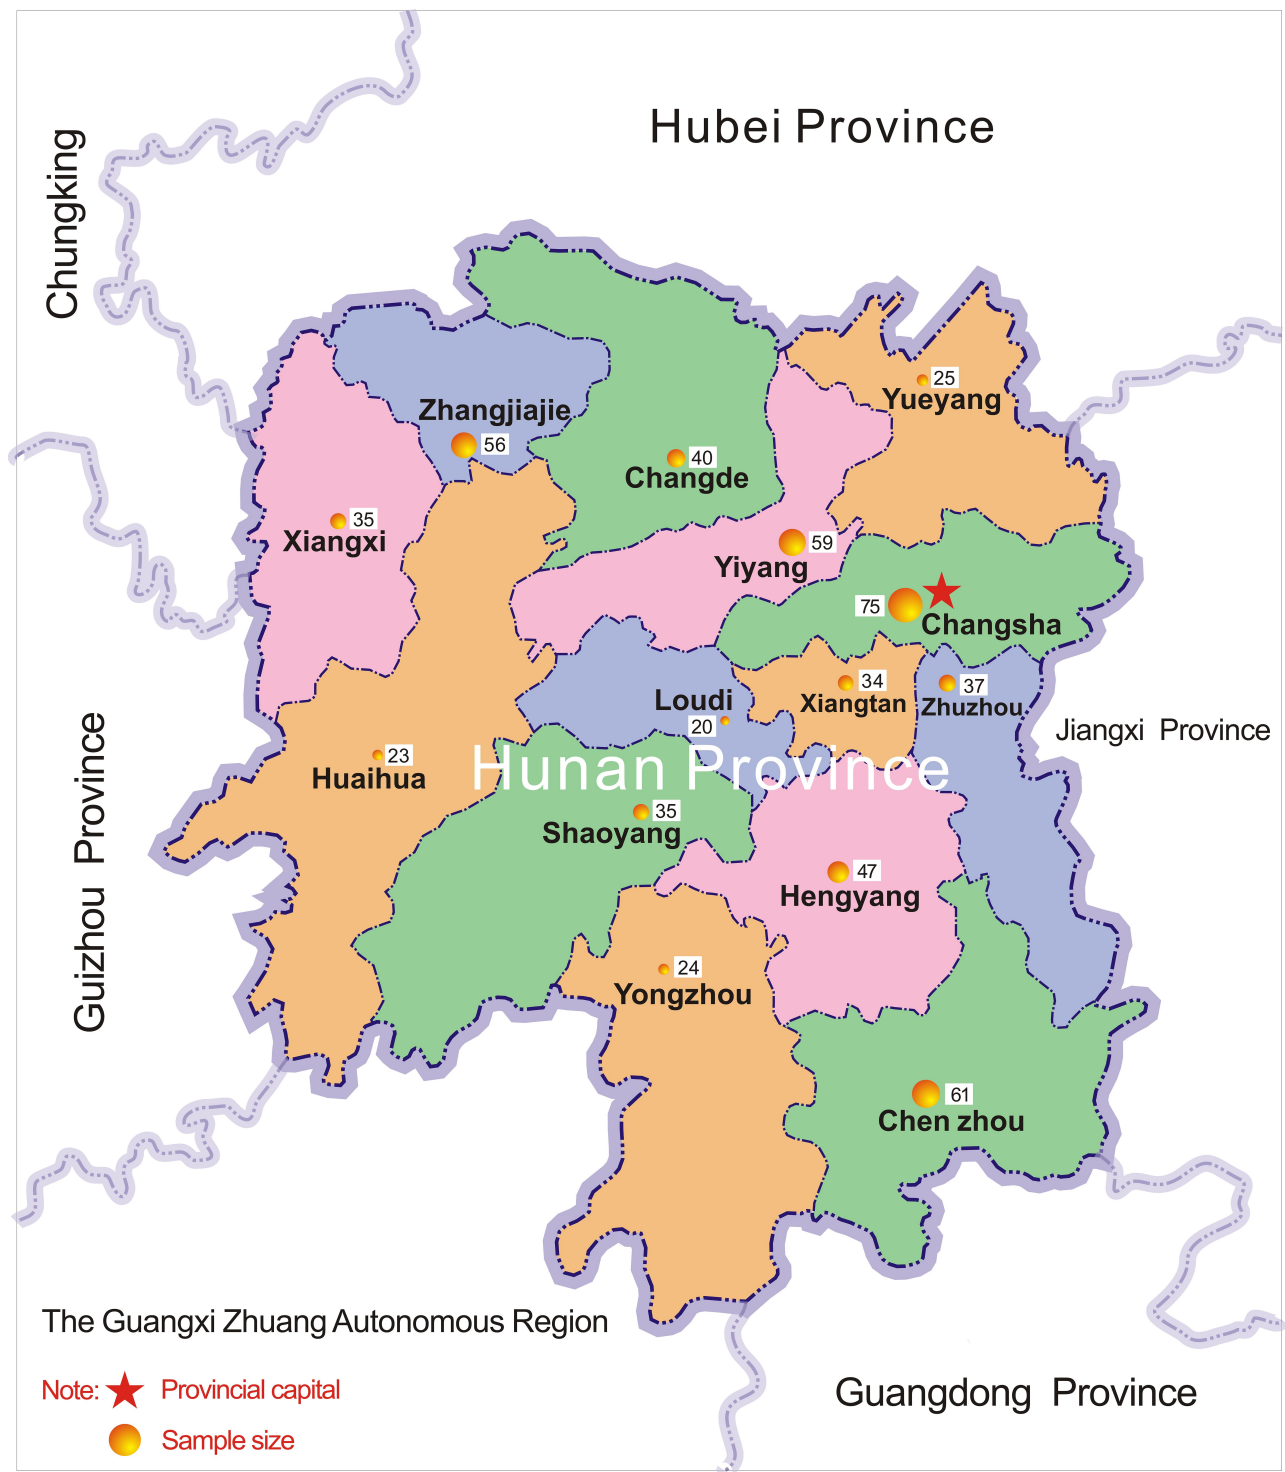 Hubei Province
Chungking
25
Yueyang
Zhangjiajie
56
40
Changde
35
Xiangxi
59
Yiyang
75
Changsha
34
Xiangtan
37
Zhuzhou
Loudi
20
Jiangxi Province
23
Huaihua
Hunan Province
35
Shaoyang
Guizhou Province
47
Hengyang
24
Yongzhou
61
Chen zhou
The Guangxi Zhuang Autonomous Region
Note: Provincial capital
Sample size
Guangdong Province